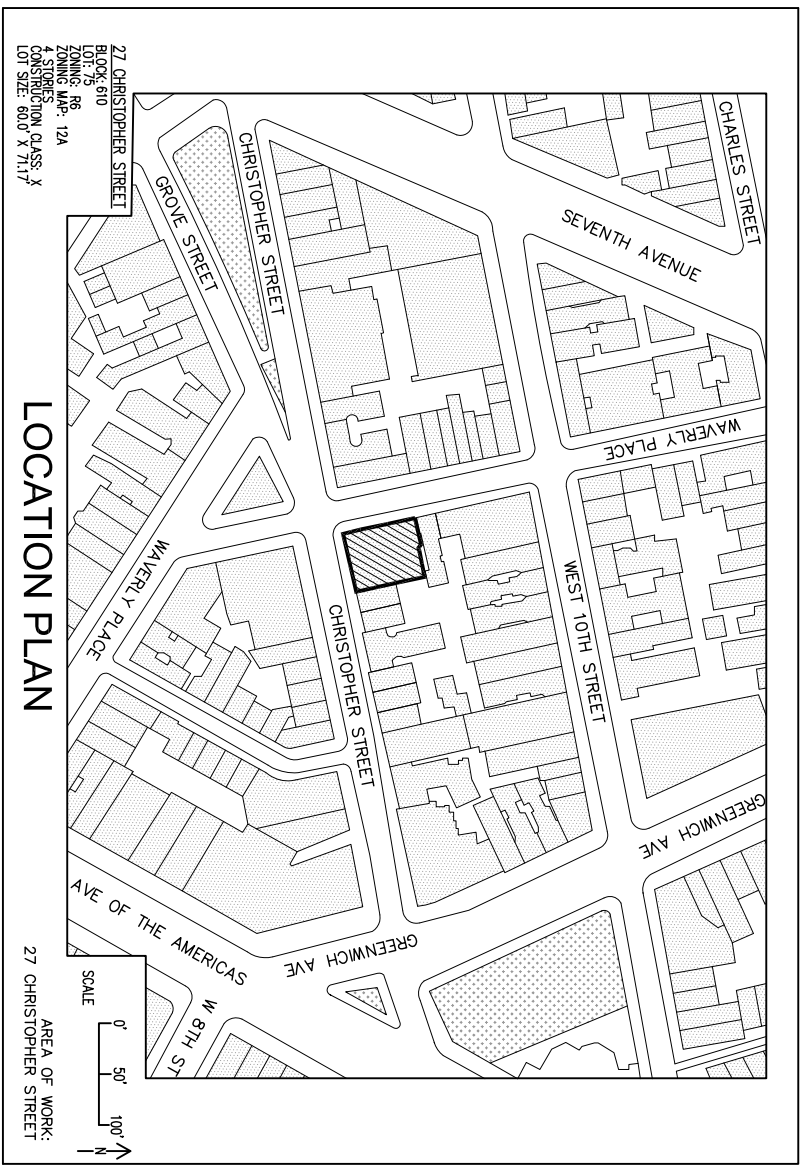 27 CHRISTOPHER STREET
BLOCK: 610
LOT: 75
ZONING: R6
ZONING MAP: 12A
4 STORIES
CONSTRUCTION CLASS: X
LOT SIZE: 60.0' X 71.17'
CHARLES STREET
SEVENTH AVENUE
CHRISTOPHER STREET
GROVE STREET
WAVERLY PLACE
WEST 10TH STREET
WAVERLY PLACE
CHRISTOPHER STREET
GREENWICH AVE
GREENWICH AVE
AVE OF THE AMERICAS
W 8TH ST
LOCATION PLAN
SCALE
0' 50' 100'
N
AREA OF WORK:
27 CHRISTOPHER STREET